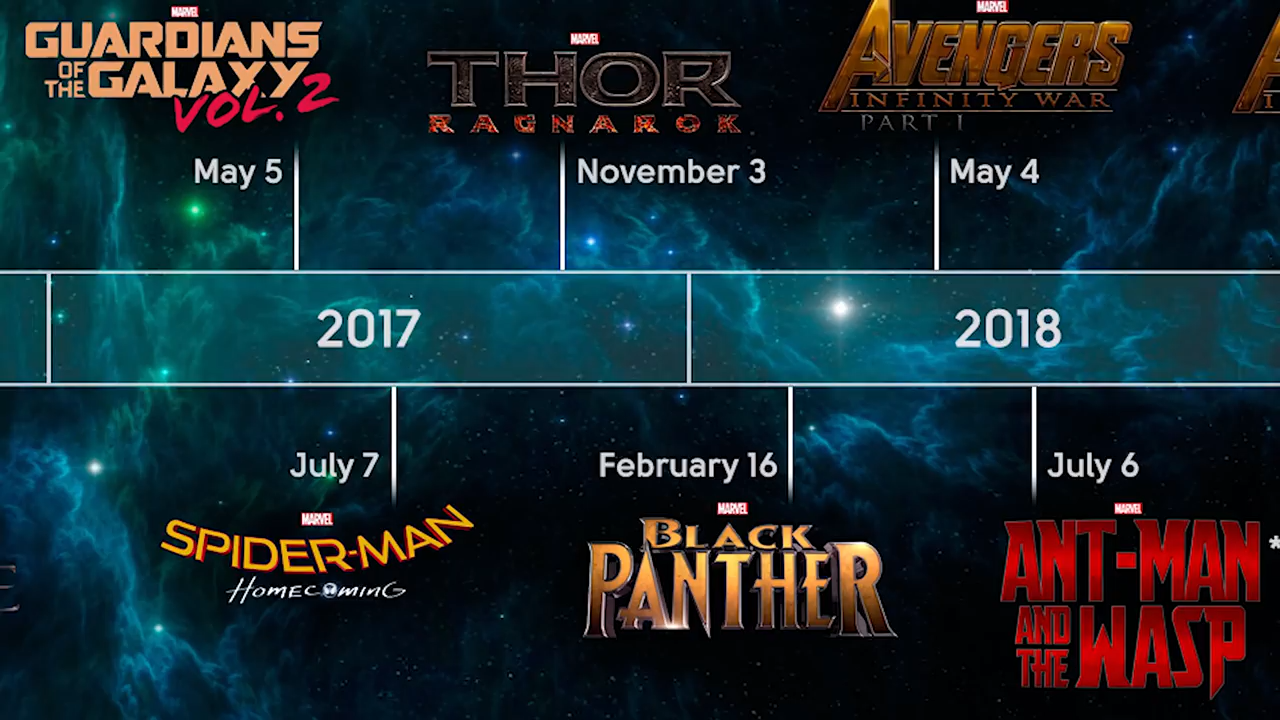 MARVEL
GUARDIANS
OF THE GALAXY
VOL. 2
May 5
MARVEL
THOR
RAGNAROK
November 3
MARVEL
AVENGERS
INFINITY WAR
PART I
May 4
2017
2018
July 7
MARVEL
SPIDER-MAN
HOMECOMING
February 16
MARVEL
BLACK
PANTHER
July 6
MARVEL
ANT-MAN
AND THE WASP
*